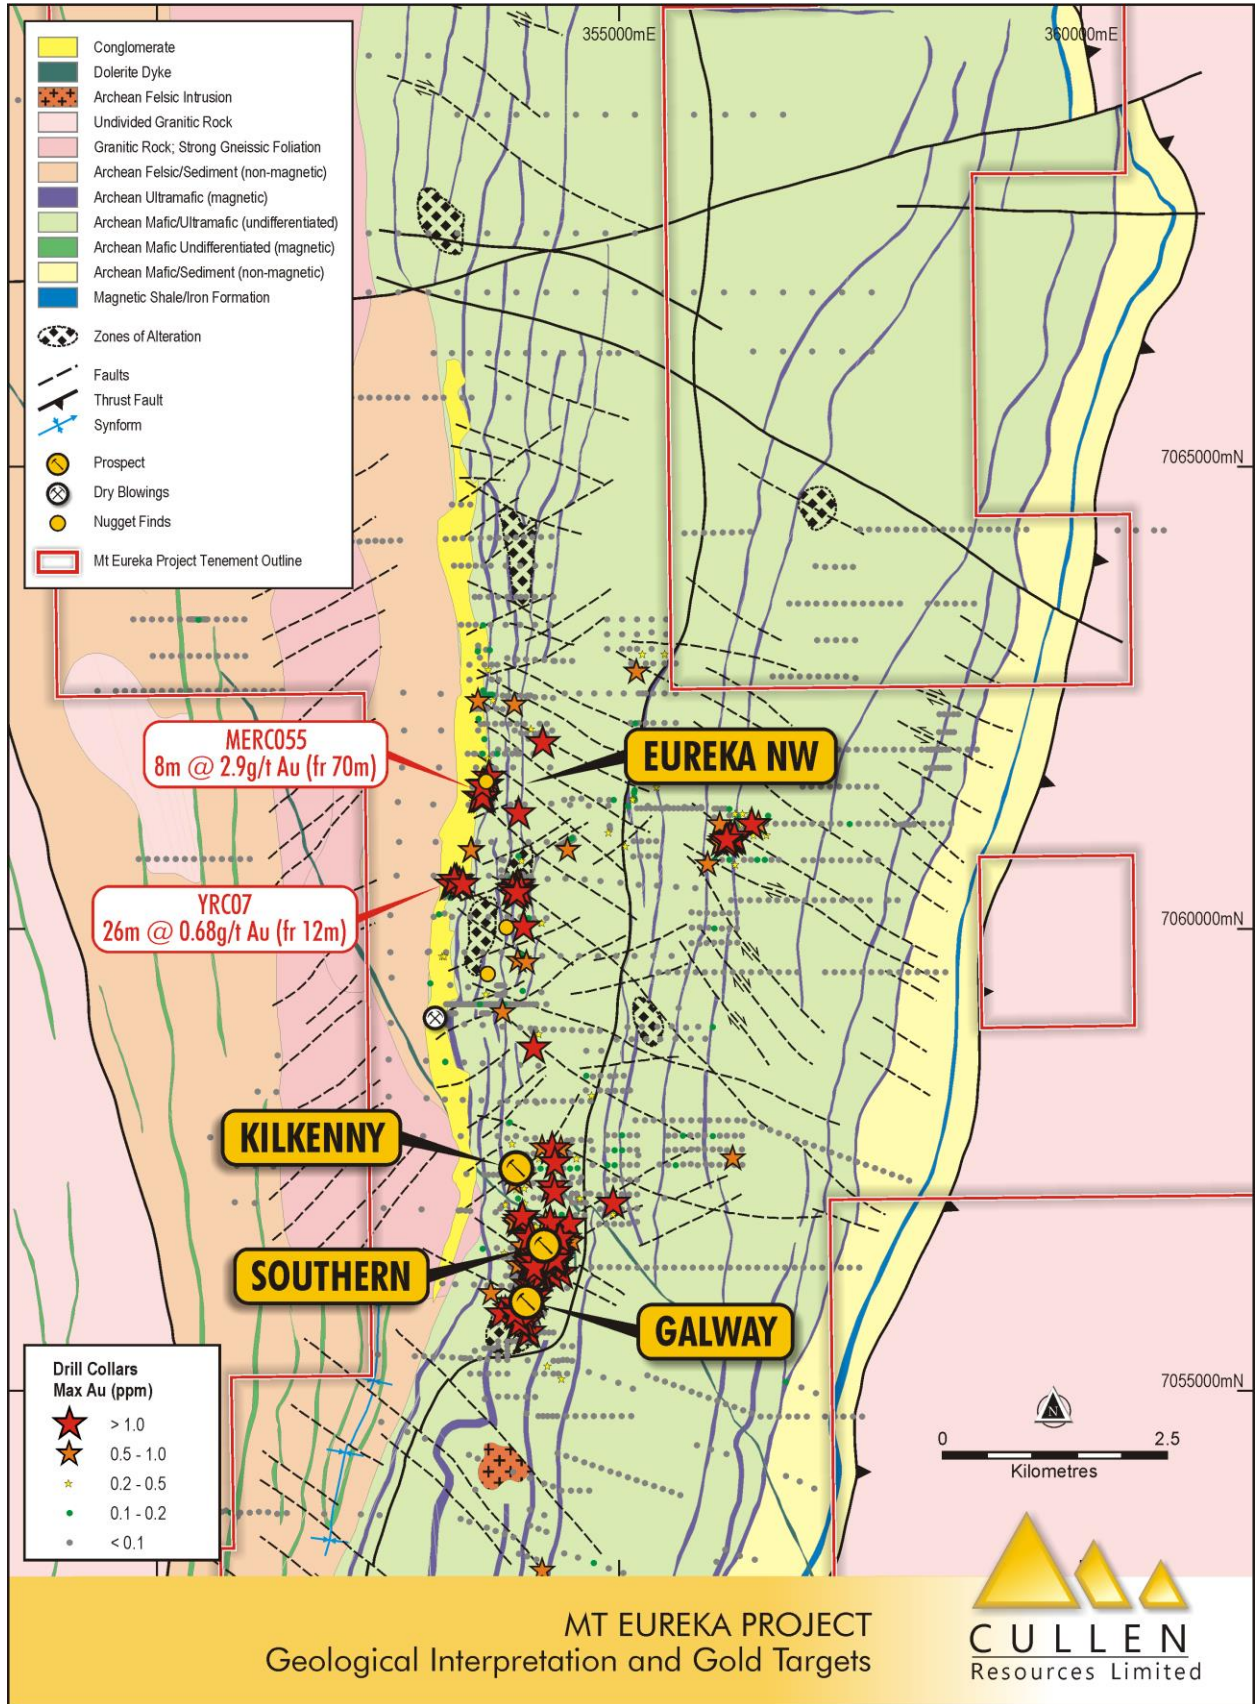 355000mE
360000mE
Conglomerate
Dolerite Dyke
Archean Felsic Intrusion
Undivided Granitic Rock
Granitic Rock; Strong Gneissic Foliation
Archean Felsic/Sediment (non-magnetic)
Archean Ultramafic (magnetic)
Archean Mafic/Ultramafic (undifferentiated)
Archean Mafic Undifferentiated (magnetic)
Archean Mafic/Sediment (non-magnetic)
Magnetic Shale/Iron Formation
Zones of Alteration
Faults
Thrust Fault
Synform
Prospect
Dry Blowings
Nugget Finds
Mt Eureka Project Tenement Outline
7065000mN
MERC055
8m @ 2.9g/t Au (fr 70m)
EUREKA NW
YRC07
26m @ 0.68g/t Au (fr 12m)
7060000mN
KILKENNY
SOUTHERN
GALWAY
Drill Collars
Max Au (ppm)
> 1.0
0.5 - 1.0
0.2 - 0.5
0.1 - 0.2
< 0.1
7055000mN
N
0 2.5
Kilometres
MT EUREKA PROJECT
Geological Interpretation and Gold Targets
CULLEN
Resources Limited